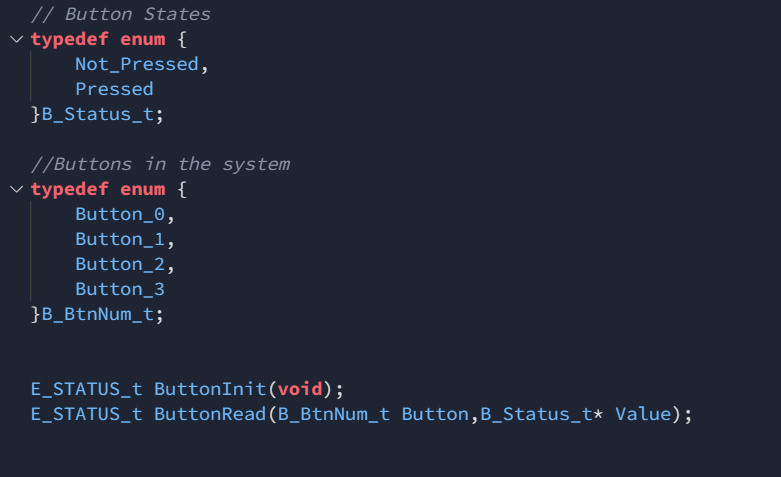 // Button States
typedef enum {
    Not_Pressed,
    Pressed
}B_Status_t;
//Buttons in the system
typedef enum {
    Button_0,
    Button_1,
    Button_2,
    Button_3
}B_BtnNum_t;
E_STATUS_t ButtonInit(void);
E_STATUS_t ButtonRead(B_BtnNum_t Button,B_Status_t* Value);